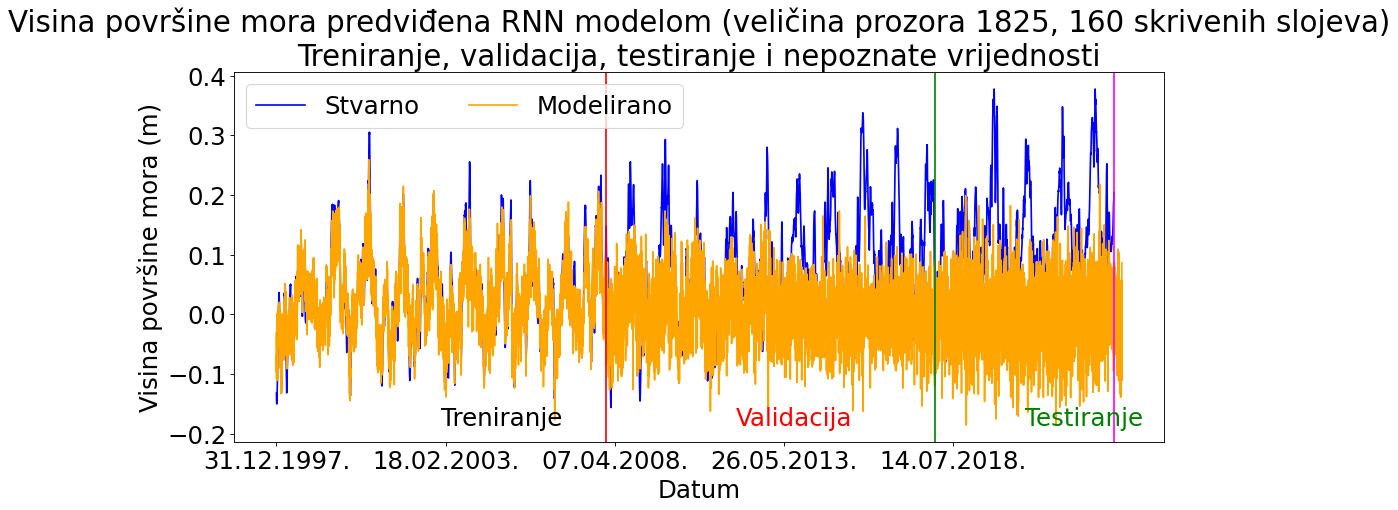 Visina površine mora predviđena RNN modelom (veličina prozora 1825, 160 skrivenih slojeva)
Treniranje, validacija, testiranje i nepoznate vrijednosti
Stvarno Modelirano
Visina površine mora (m)
0.4
0.3
0.2
0.1
0.0
−0.1
−0.2
Treniranje Validacija Testiranje
31.12.1997. 18.02.2003. 07.04.2008. 26.05.2013. 14.07.2018.
Datum